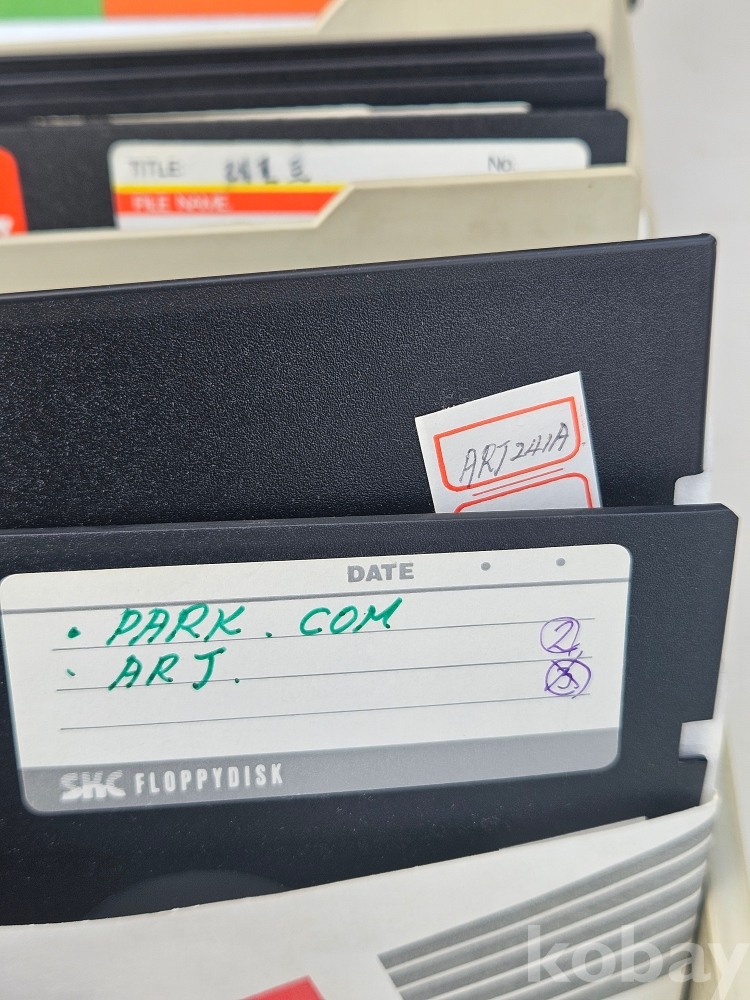 TITLE No.
FILE NAME
ARJ241A
DATE
• PARK. COM
2
• ARJ.
3
SKC FLOPPYDISK
kobay